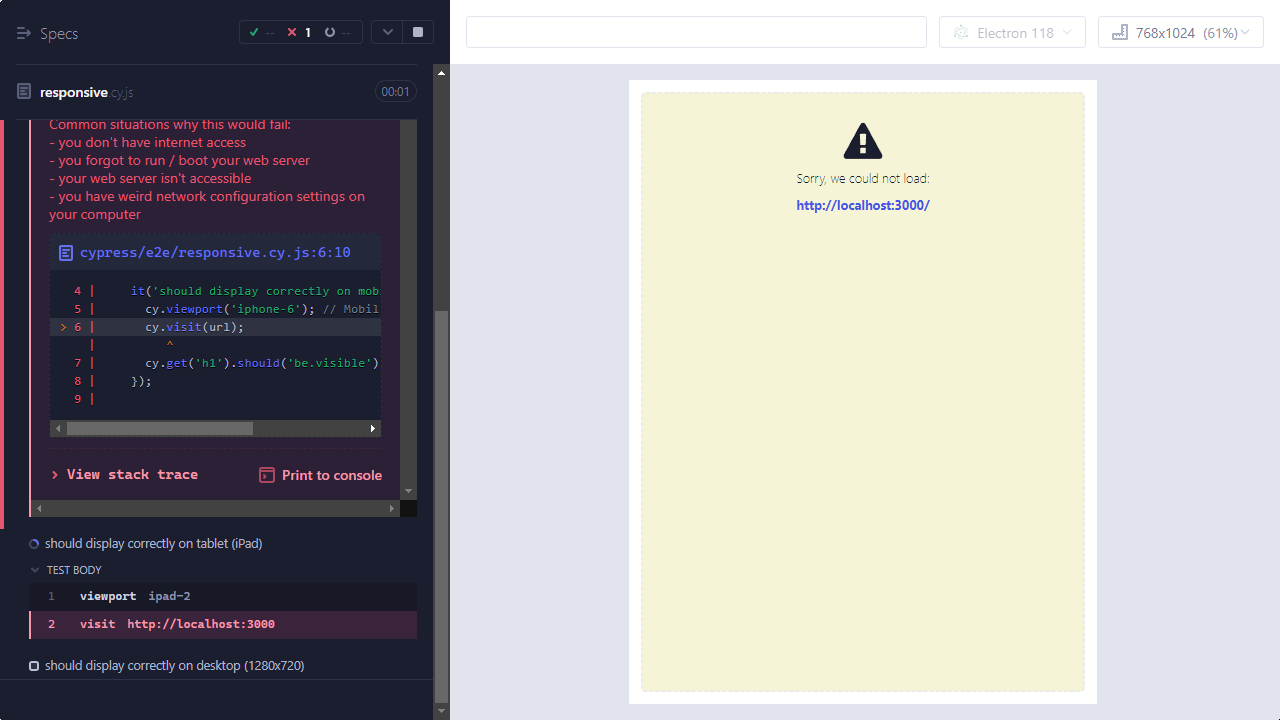 Specs
-- 1 --
responsive.cy.js
00:01
Common situations why this would fail:
- you don't have internet access
- you forgot to run / boot your web server
- your web server isn't accessible
- you have weird network configuration settings on
your computer
cypress/e2e/responsive.cy.js:6:10
4 | it('should display correctly on mobi
5 | cy.viewport('iphone-6'); // Mobil
> 6 | cy.visit(url);
| ^
7 | cy.get('h1').should('be.visible')
8 | });
9 |
View stack trace
Print to console
should display correctly on tablet (iPad)
TEST BODY
1 viewport ipad-2
2 visit http://localhost:3000
should display correctly on desktop (1280x720)
Electron 118
768x1024 (61%)
Sorry, we could not load:
http://localhost:3000/